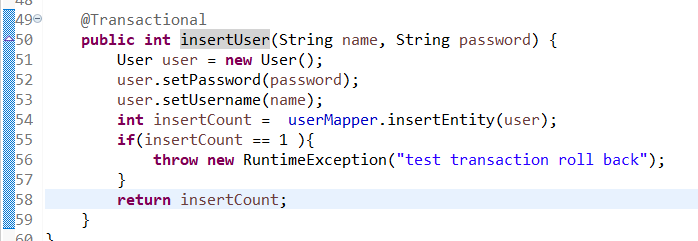 48
49 @Transactional
50 public int insertUser(String name, String password) {
51 User user = new User();
52 user.setPassword(password);
53 user.setUsername(name);
54 int insertCount =  userMapper.insertEntity(user);
55 if(insertCount == 1 ){
56 throw new RuntimeException("test transaction roll back");
57 }
58 return insertCount;
59 }
60 }